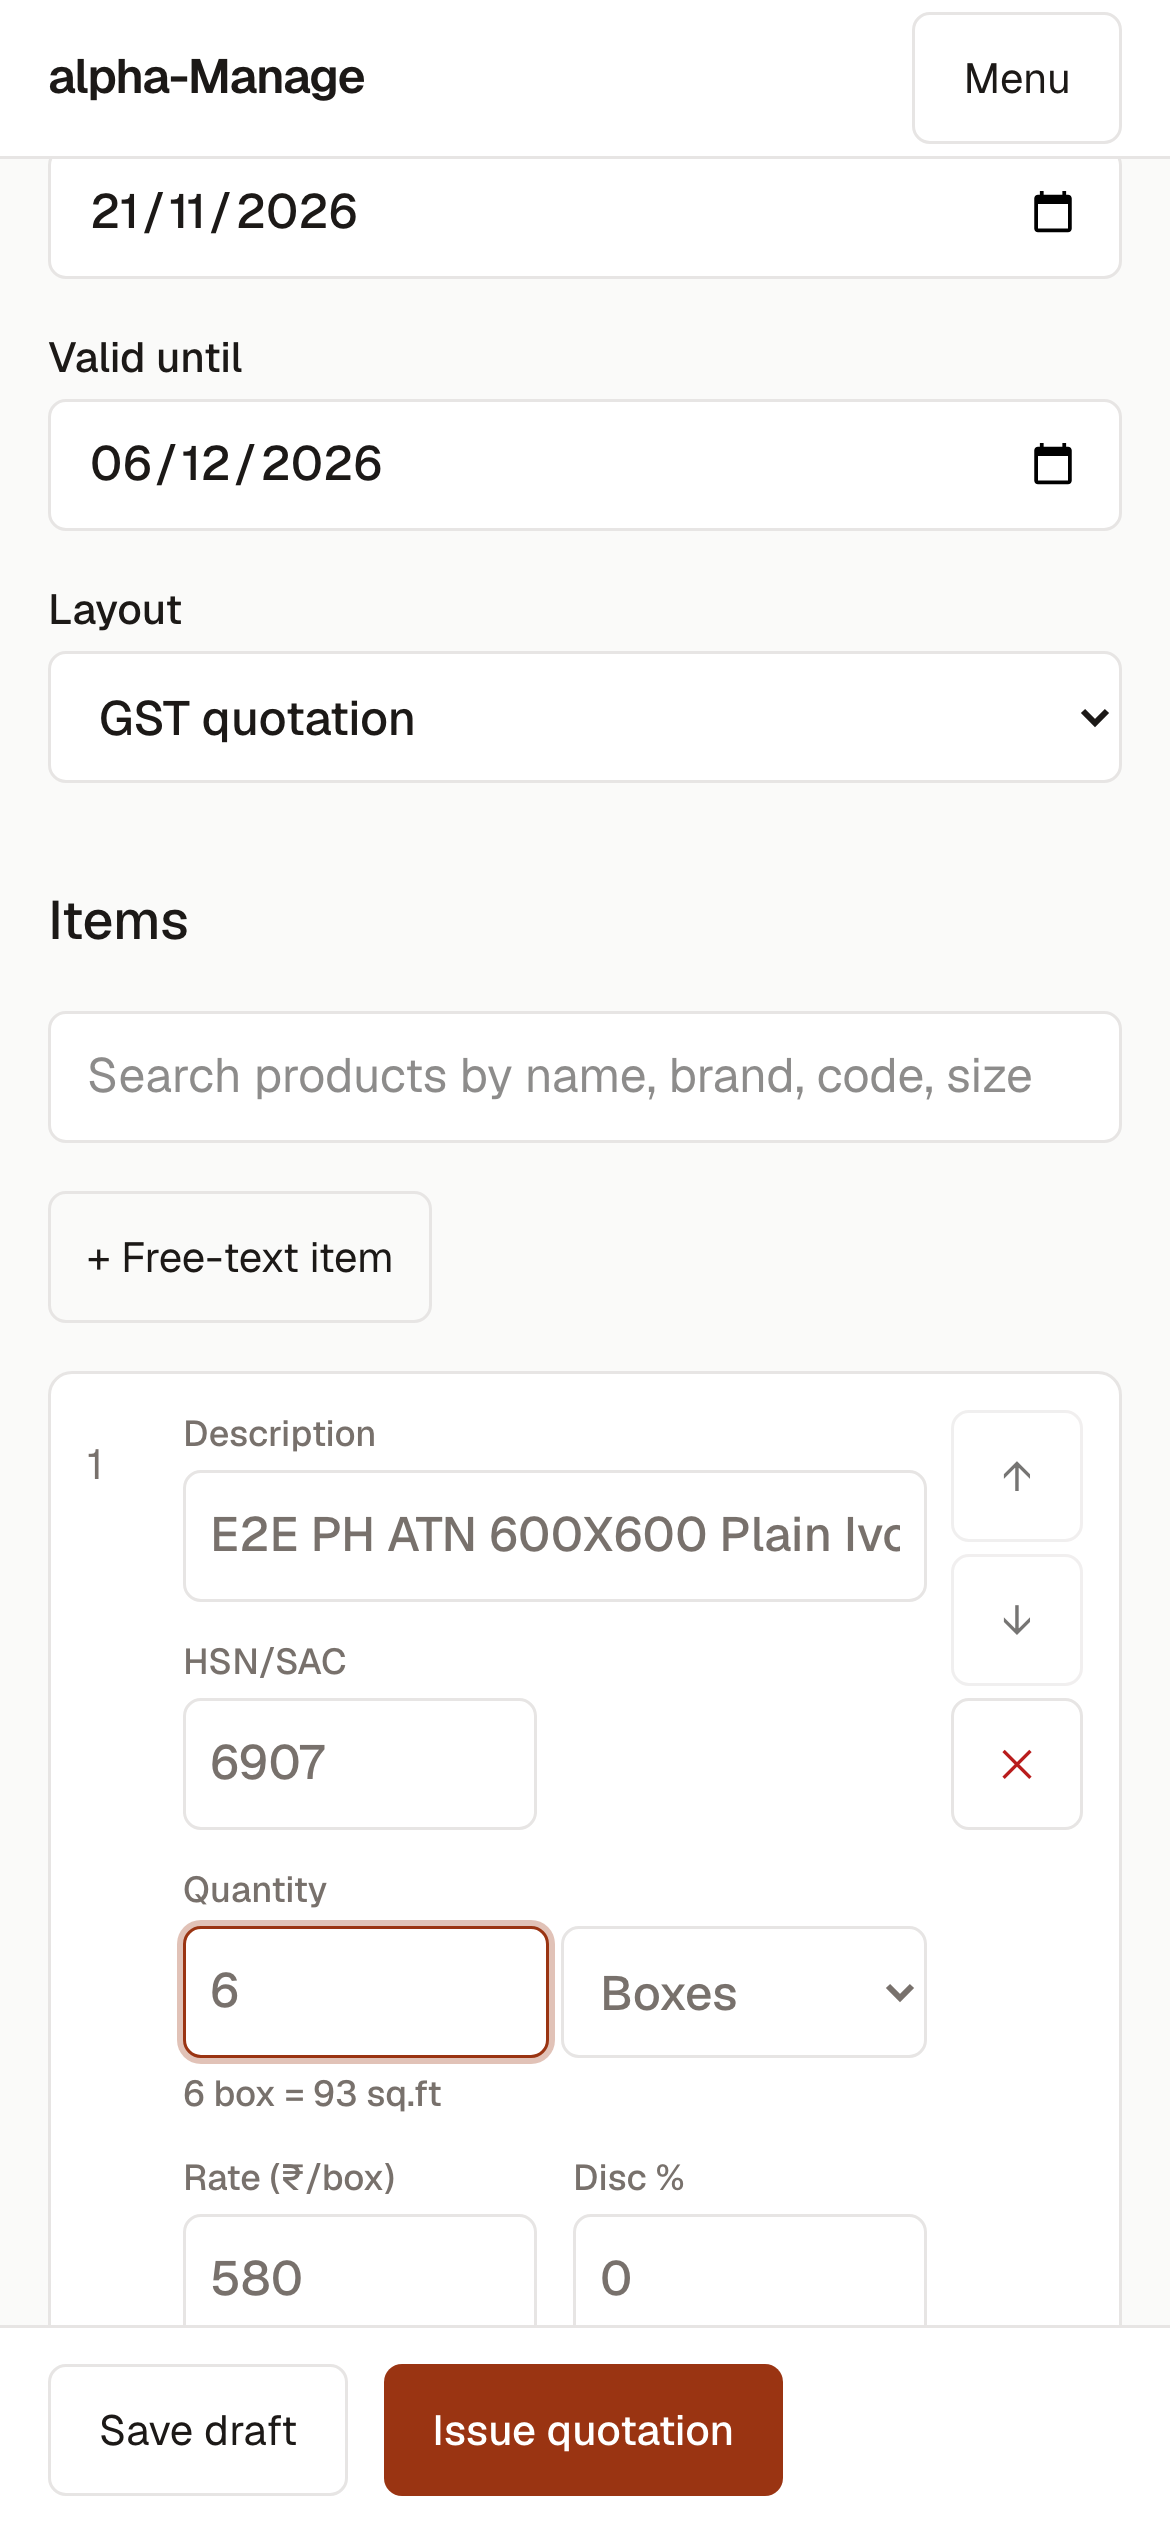 alpha-Manage
Menu
21/11/2026
Valid until
06/12/2026
Layout
GST quotation
Items
Search products by name, brand, code, size
+ Free-text item
1
Description
E2E PH ATN 600X600 Plain
HSN/SAC
6907
Quantity
6
Boxes
6 box = 93 sq.ft
Rate (₹/box)
Disc %
580
0
Save draft
Issue quotation